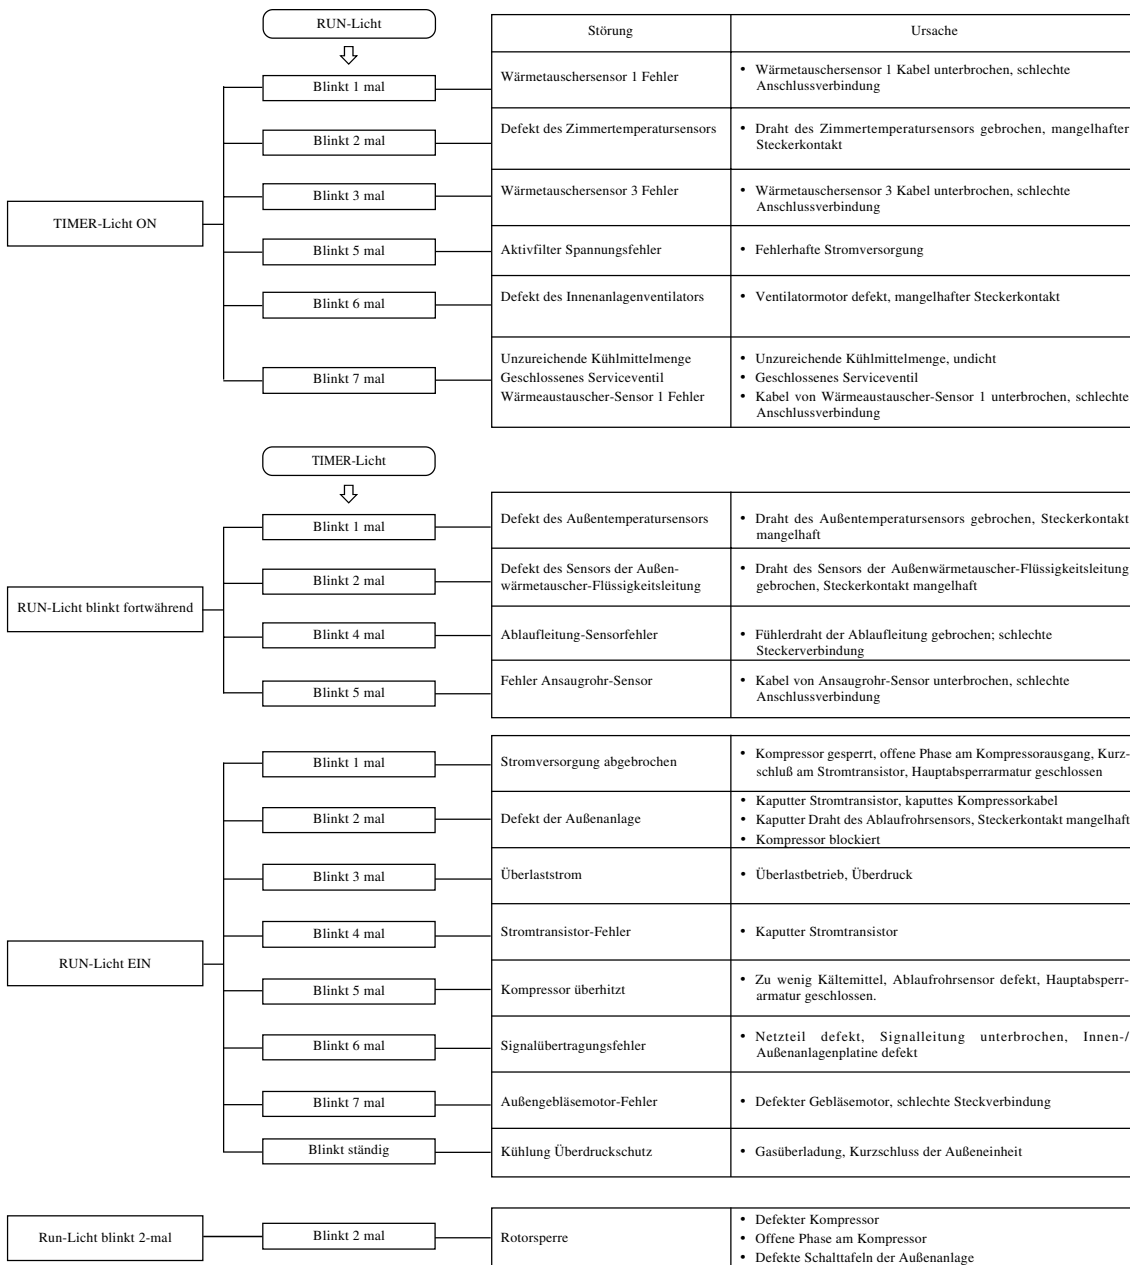 RUN-Licht
Störung
Ursache
TIMER-Licht ON
Blinkt 1 mal
Wärmetauschersensor 1 Fehler
• Wärmetauschersensor 1 Kabel unterbrochen, schlechte
Anschlussverbindung
Blinkt 2 mal
Defekt des Zimmertemperatursensors
• Draht des Zimmertemperatursensors gebrochen, mangelhafter
Steckerkontakt
Blinkt 3 mal
Wärmetauschersensor 3 Fehler
• Wärmetauschersensor 3 Kabel unterbrochen, schlechte
Anschlussverbindung
Blinkt 5 mal
Aktivfilter Spannungsfehler
• Fehlerhafte Stromversorgung
Blinkt 6 mal
Defekt des Innenanlagenventilators
• Ventilatormotor defekt, mangelhafter Steckerkontakt
Blinkt 7 mal
Unzureichende Kühlmittelmenge
Geschlossenes Serviceventil
Wärmeaustauscher-Sensor 1 Fehler
• Unzureichende Kühlmittelmenge, undicht
• Geschlossenes Serviceventil
• Kabel von Wärmeaustauscher-Sensor 1 unterbrochen, schlechte
Anschlussverbindung
TIMER-Licht
RUN-Licht blinkt fortwährend
Blinkt 1 mal
Defekt des Außentemperatursensors
• Draht des Außentemperatursensors gebrochen, Steckerkontakt
mangelhaft
Blinkt 2 mal
Defekt des Sensors der Außen-
wärmetauscher-Flüssigkeitsleitung
• Draht des Sensors der Außenwärmetauscher-Flüssigkeitsleitung
gebrochen, Steckerkontakt mangelhaft
Blinkt 4 mal
Ablaufleitung-Sensorfehler
• Fühlerdraht der Ablaufleitung gebrochen; schlechte
Steckerverbindung
Blinkt 5 mal
Fehler Ansaugrohr-Sensor
• Kabel von Ansaugrohr-Sensor unterbrochen, schlechte
Anschlussverbindung
RUN-Licht EIN
Blinkt 1 mal
Stromversorgung abgebrochen
• Kompressor gesperrt, offene Phase am Kompressorausgang, Kurz-
schluß am Stromtransistor, Hauptabsperrarmatur geschlossen
Blinkt 2 mal
Defekt der Außenanlage
• Kaputter Stromtransistor, kaputtes Kompressorkabel
• Kaputter Draht des Ablaufrohrsensors, Steckerkontakt mangelhaft
• Kompressor blockiert
Blinkt 3 mal
Überlaststrom
• Überlastbetrieb, Überdruck
Blinkt 4 mal
Stromtransistor-Fehler
• Kaputter Stromtransistor
Blinkt 5 mal
Kompressor überhitzt
• Zu wenig Kältemittel, Ablaufrohrsensor defekt, Hauptabsperr-
armatur geschlossen.
Blinkt 6 mal
Signalübertragungsfehler
• Netzteil defekt, Signalleitung unterbrochen, Innen-/
Außenanlagenplatine defekt
Blinkt 7 mal
Außengebläsemotor-Fehler
• Defekter Gebläsemotor, schlechte Steckverbindung
Blinkt ständig
Kühlung Überdruckschutz
• Gasüberladung, Kurzschluss der Außeneinheit
Run-Licht blinkt 2-mal
Blinkt 2 mal
Rotorsperre
• Defekter Kompressor
• Offene Phase am Kompressor
• Defekte Schalttafeln der Außenanlage